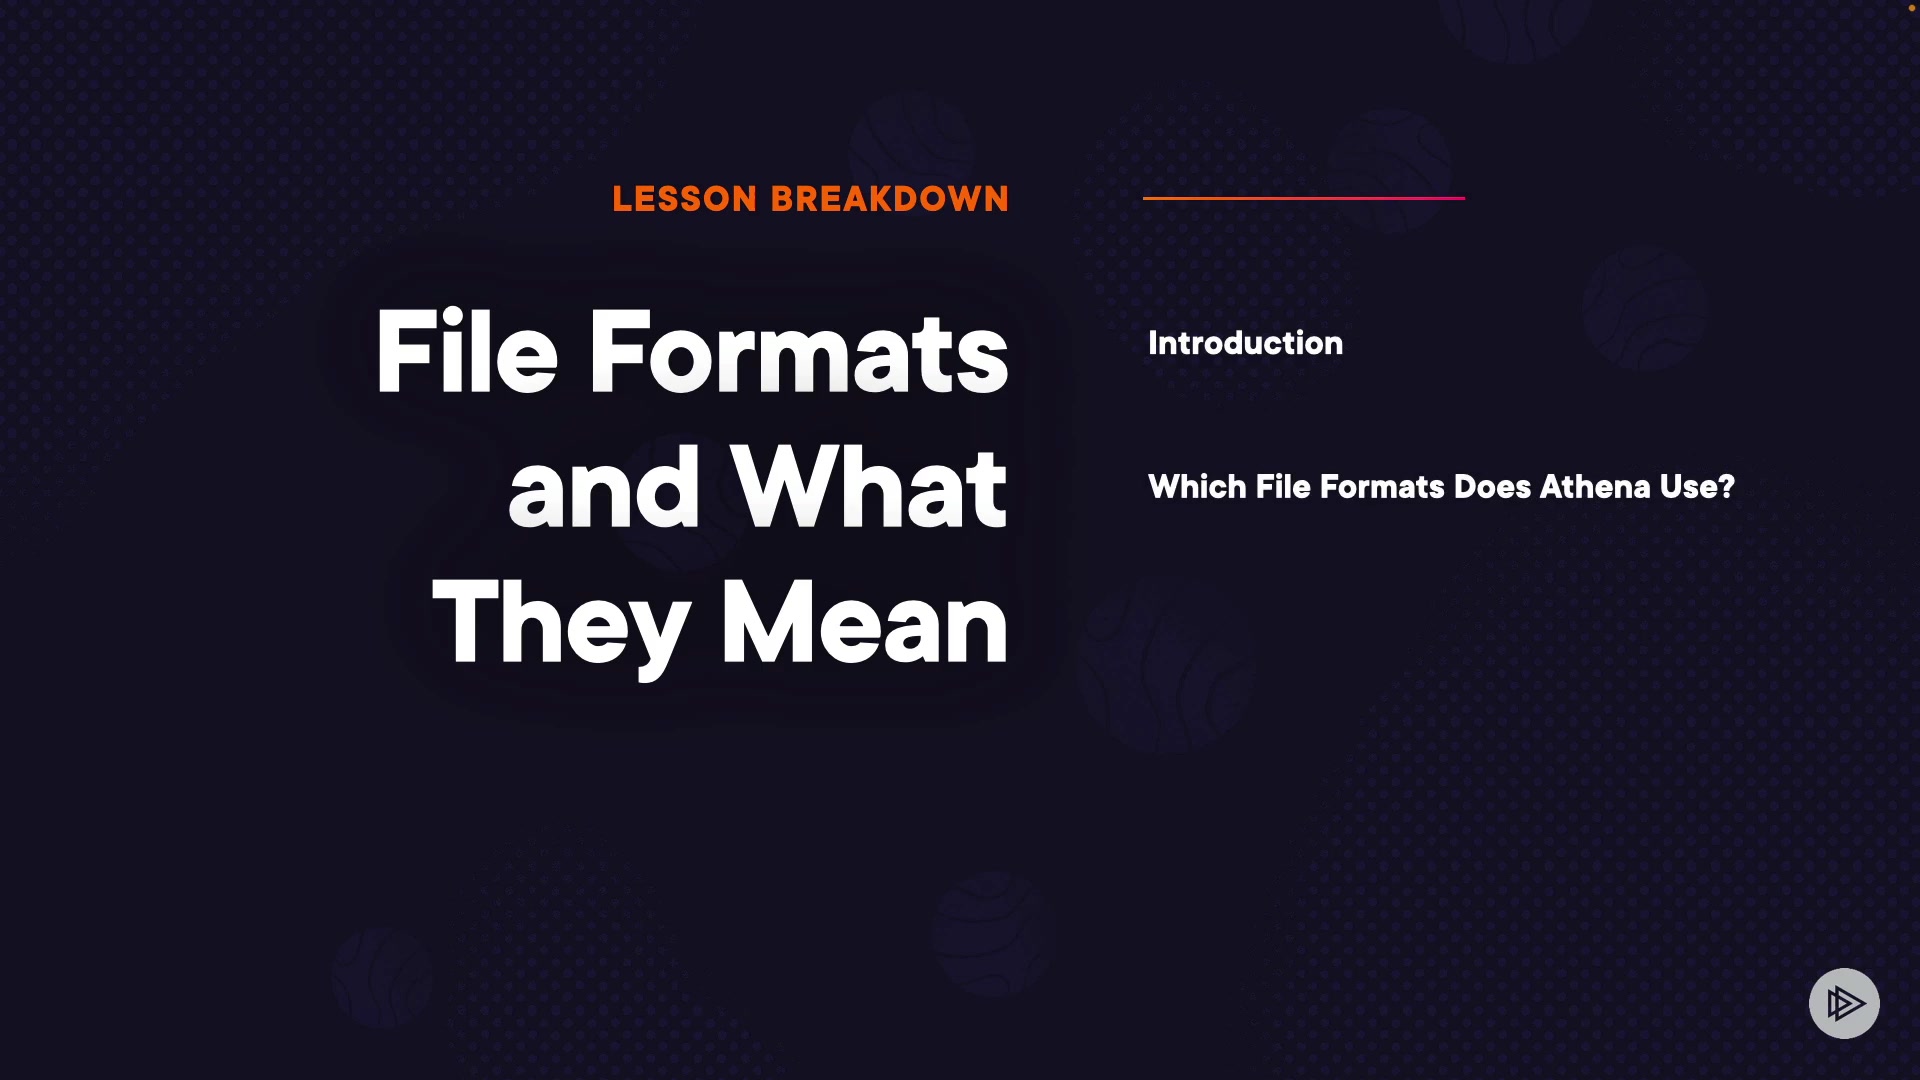 LESSON BREAKDOWN
File Formats
and What
They Mean
Introduction
Which File Formats Does Athena Use?